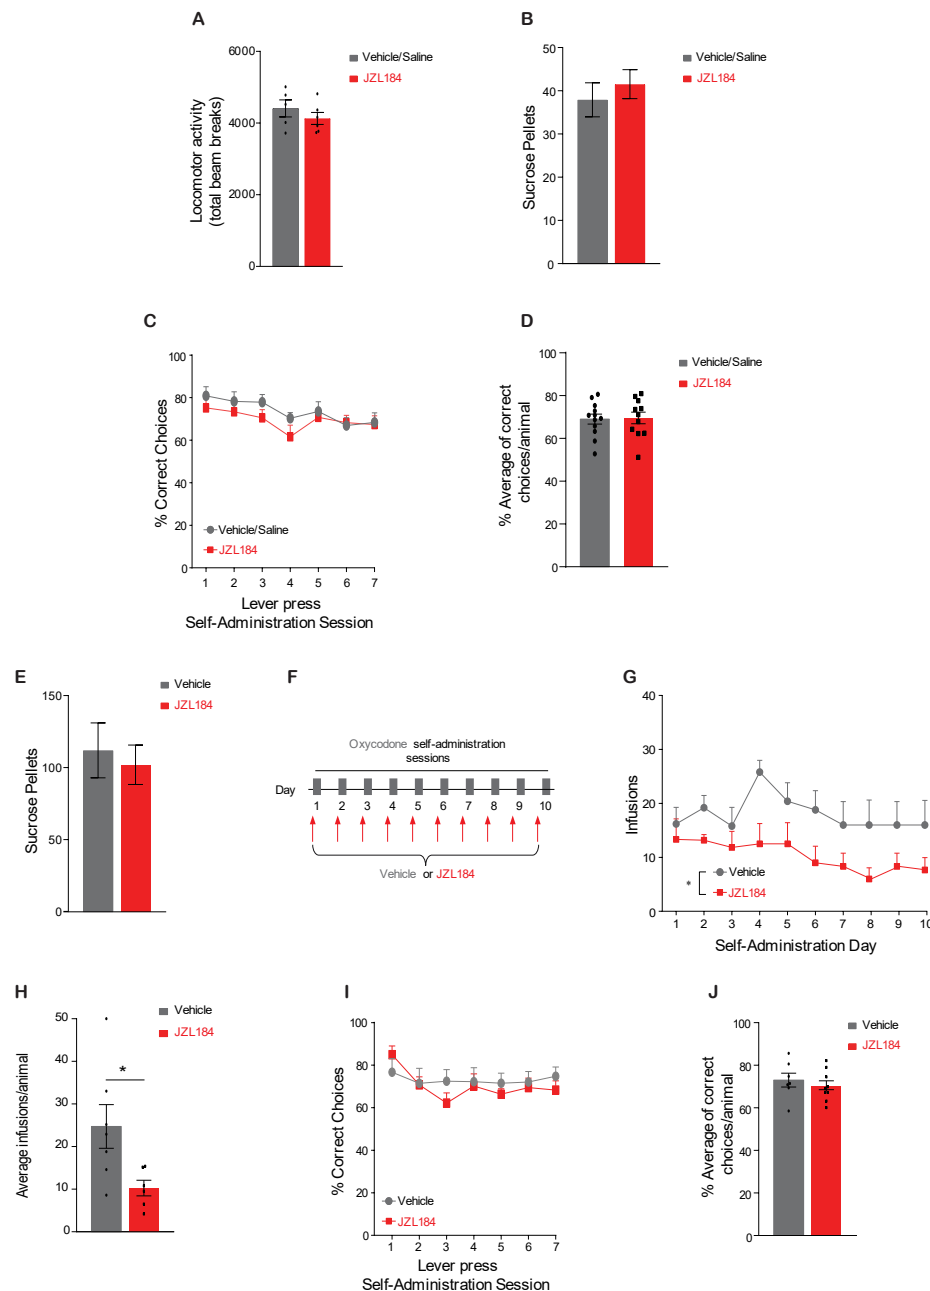 A
6000
4000
2000
0
Locomotor activity
(total beam breaks)
Vehicle/Saline
JZL184
B
50
40
30
20
10
0
Sucrose Pellets
Vehicle/Saline
JZL184
C
100
80
60
40
20
0
% Correct Choices
Vehicle/Saline
JZL184
1 2 3 4 5 6 7
Lever press
Self-Administration Session
D
100
80
60
40
20
0
% Average of correct
choices/animal
Vehicle/Saline
JZL184
E
150
100
50
0
Sucrose Pellets
Vehicle
JZL184
F
Oxycodone self-administration
sessions
Day
1 2 3 4 5 6 7 8 9 10
Vehicle or JZL184
G
40
30
20
10
0
Infusions
* Vehicle
JZL184
1 2 3 4 5 6 7 8 9 10
Self-Administration Day
H
50
40
30
20
10
0
Average infusions/animal
*
Vehicle
JZL184
I
100
80
60
40
20
0
% Correct Choices
Vehicle
JZL184
1 2 3 4 5 6 7
Lever press
Self-Administration Session
J
100
80
60
40
20
0
% Average of correct
choices/animal
Vehicle
JZL184